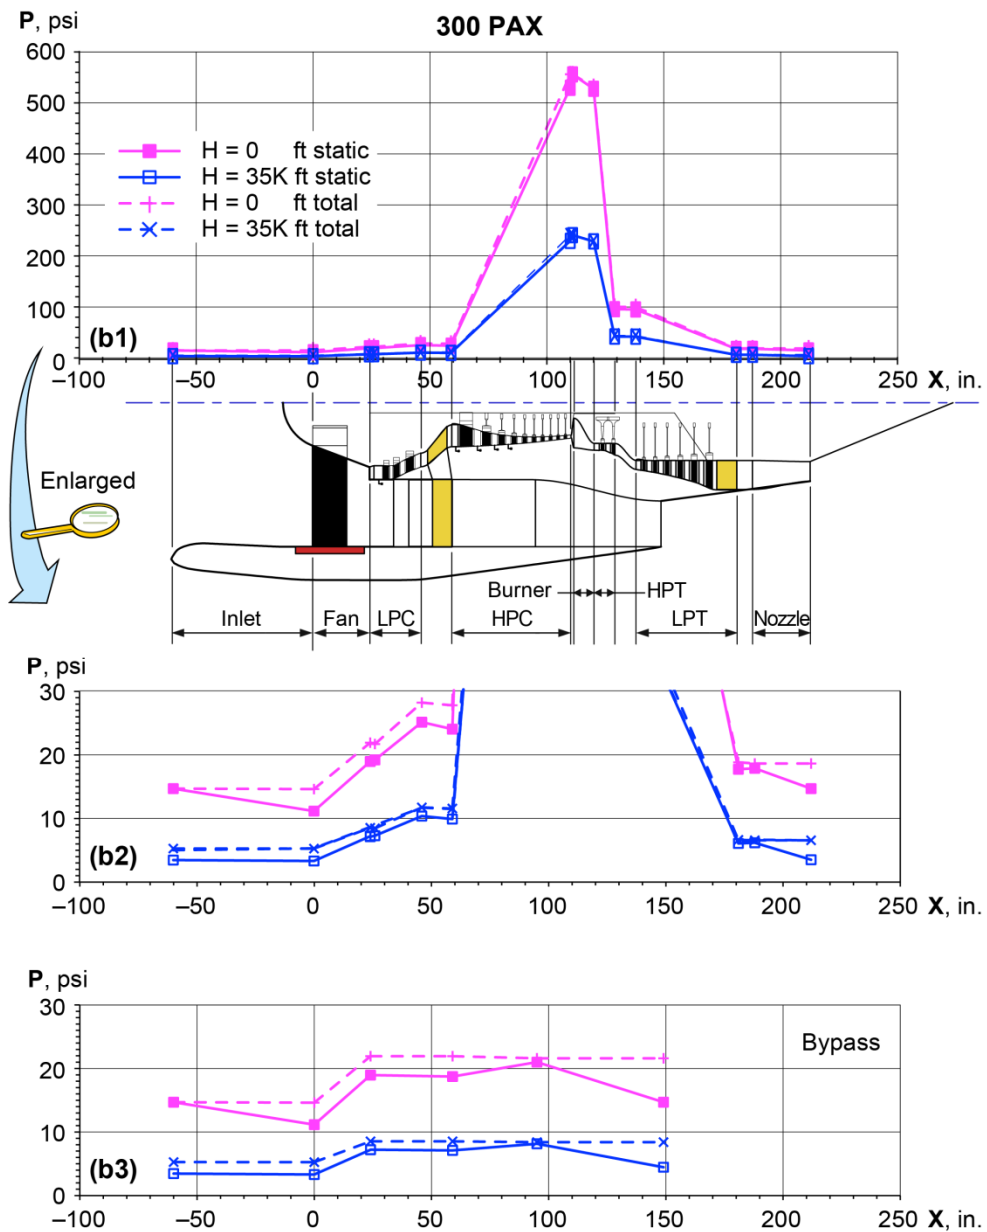 P, psi
300 PAX
600
500
400
300
200
100
0
H = 0 ft static
H = 35K ft static
H = 0 ft total
H = 35K ft total
(b1)
–100 –50 0 50 100 150 200 250 X, in.
Enlarged
Burner HPT
Inlet Fan LPC HPC LPT Nozzle
P, psi
30
20
10
0
(b2)
–100 –50 0 50 100 150 200 250 X, in.
P, psi
30
Bypass
20
10
0
(b3)
–100 –50 0 50 100 150 200 250 X, in.